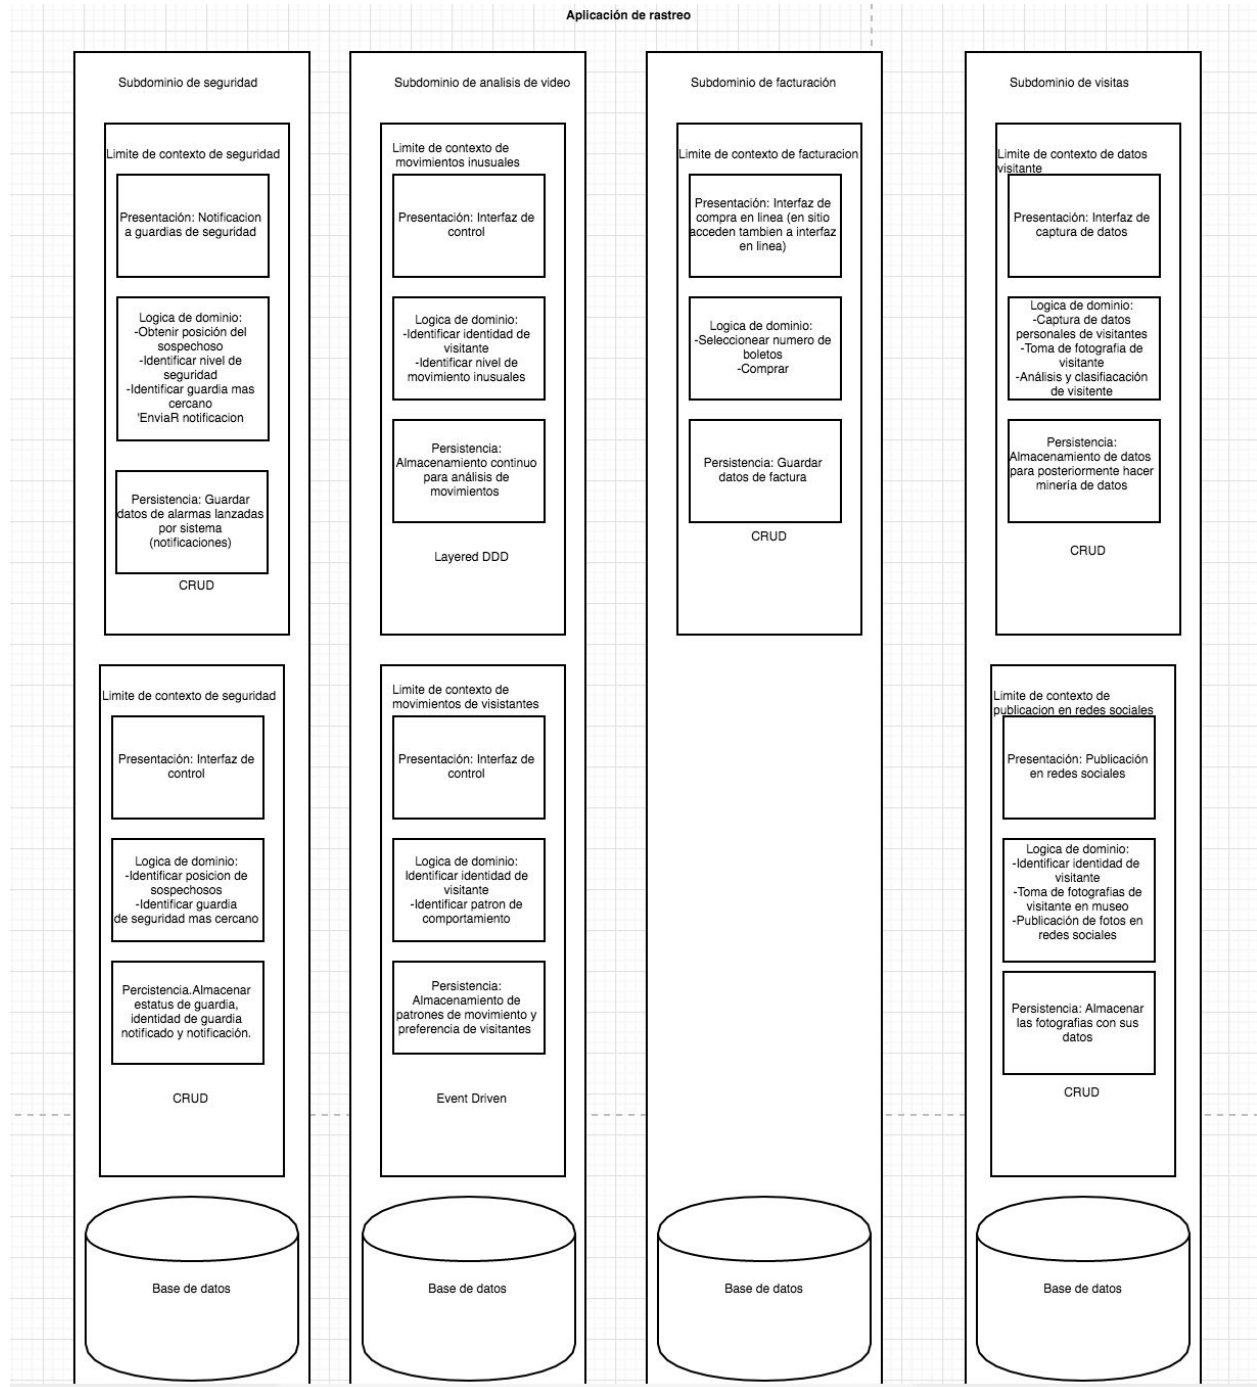 Aplicación de rastreo
Subdominio de seguridad
Limite de contexto de seguridad
Presentación: Notificacion
a guardias de seguridad
Logica de dominio:
-Obtenir posición del
sospechoso
-Identificar nivel de
seguridad
-Identificar guardia mas
cercano
'EnviaR notificacion
Persistencia: Guardar
datos de alarmas lanzadas
por sistema
(notificaciones)
CRUD
Limite de contexto de seguridad
Presentación: Interfaz de
control
Logica de dominio:
-Identificar posicion de
sospechosos
-Identificar guardia
de seguridad mas cercano
Percistencia.Almacenar
estatus de guardia,
identidad de guardia
notificado y notificación.
CRUD
Base de datos
Subdominio de analisis de video
Limite de contexto de
movimientos inusuales
Presentación: Interfaz de
control
Logica de dominio:
-Identificar identidad de
visitante
-Identificar nivel de
movimiento inusuales
Persistencia:
Almacenamiento continuo
para análisis de
movimientos
Layered DDD
Limite de contexto de
movimientos de visistantes
Presentación: Interfaz de
control
Logica de dominio:
Identificar identidad de
visitante
-Identificar patron de
comportamiento
Persistencia:
Almacenamiento de
patrones de movimiento y
preferencia de visitantes
Event Driven
Base de datos
Subdominio de facturación
Limite de contexto de facturacion
Presentación: Interfaz de
compra en linea (en sitio
acceden tambien a interfaz
en linea)
Logica de dominio:
-Seleccionear numero de
boletos
-Comprar
Persistencia: Guardar
datos de factura
CRUD
Base de datos
Subdominio de visitas
Limite de contexto de datos
visitante
Presentación: Interfaz de
captura de datos
Logica de dominio:
-Captura de datos
personales de visitantes
-Toma de fotografia de
visitante
-Análisis y clasifiacación
de visitente
Persistencia:
Almacenamiento de datos
para posteriormente hacer
minería de datos
CRUD
Limite de contexto de
publicacion en redes sociales
Presentación: Publicación
en redes sociales
Logica de dominio:
-Identificar identidad de
visitante
-Toma de fotografias de
visitante en museo
-Publicación de fotos en
redes sociales
Persistencia: Almacenar
las fotografias con sus
datos
CRUD
Base de datos